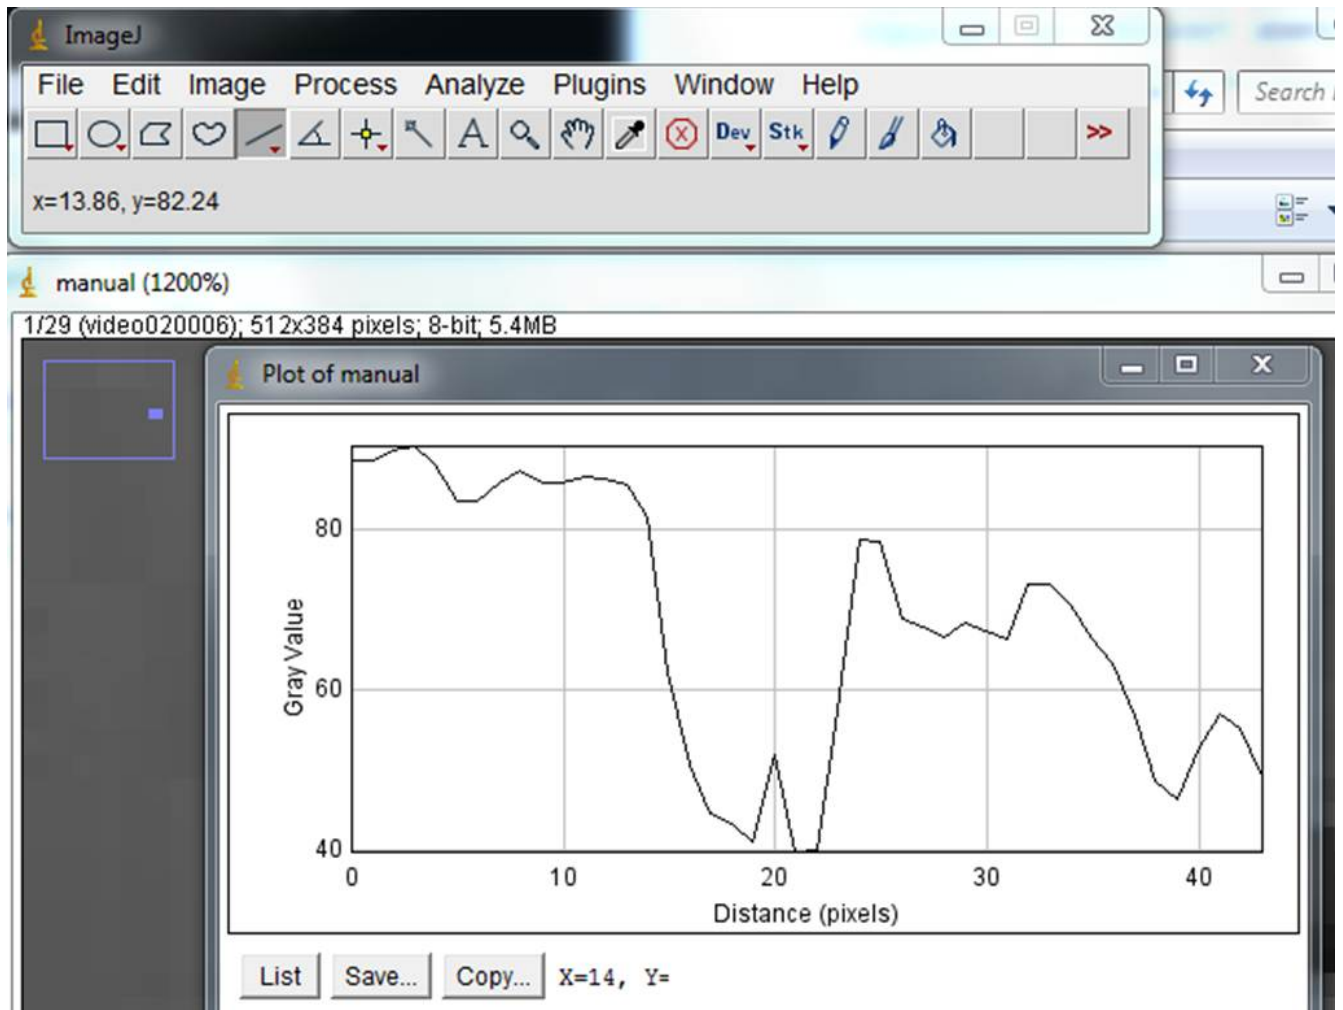 ImageJ
File Edit Image Process Analyze Plugins Window Help
A Dev Stk >>
Search
x=13.86, y=82.24
manual (1200%)
1/29 (video020006); 512x384 pixels; 8-bit; 5.4MB
Plot of manual
80
60
40
Gray Value
0 10 20 30 40
Distance (pixels)
List Save... Copy... X=14, Y=